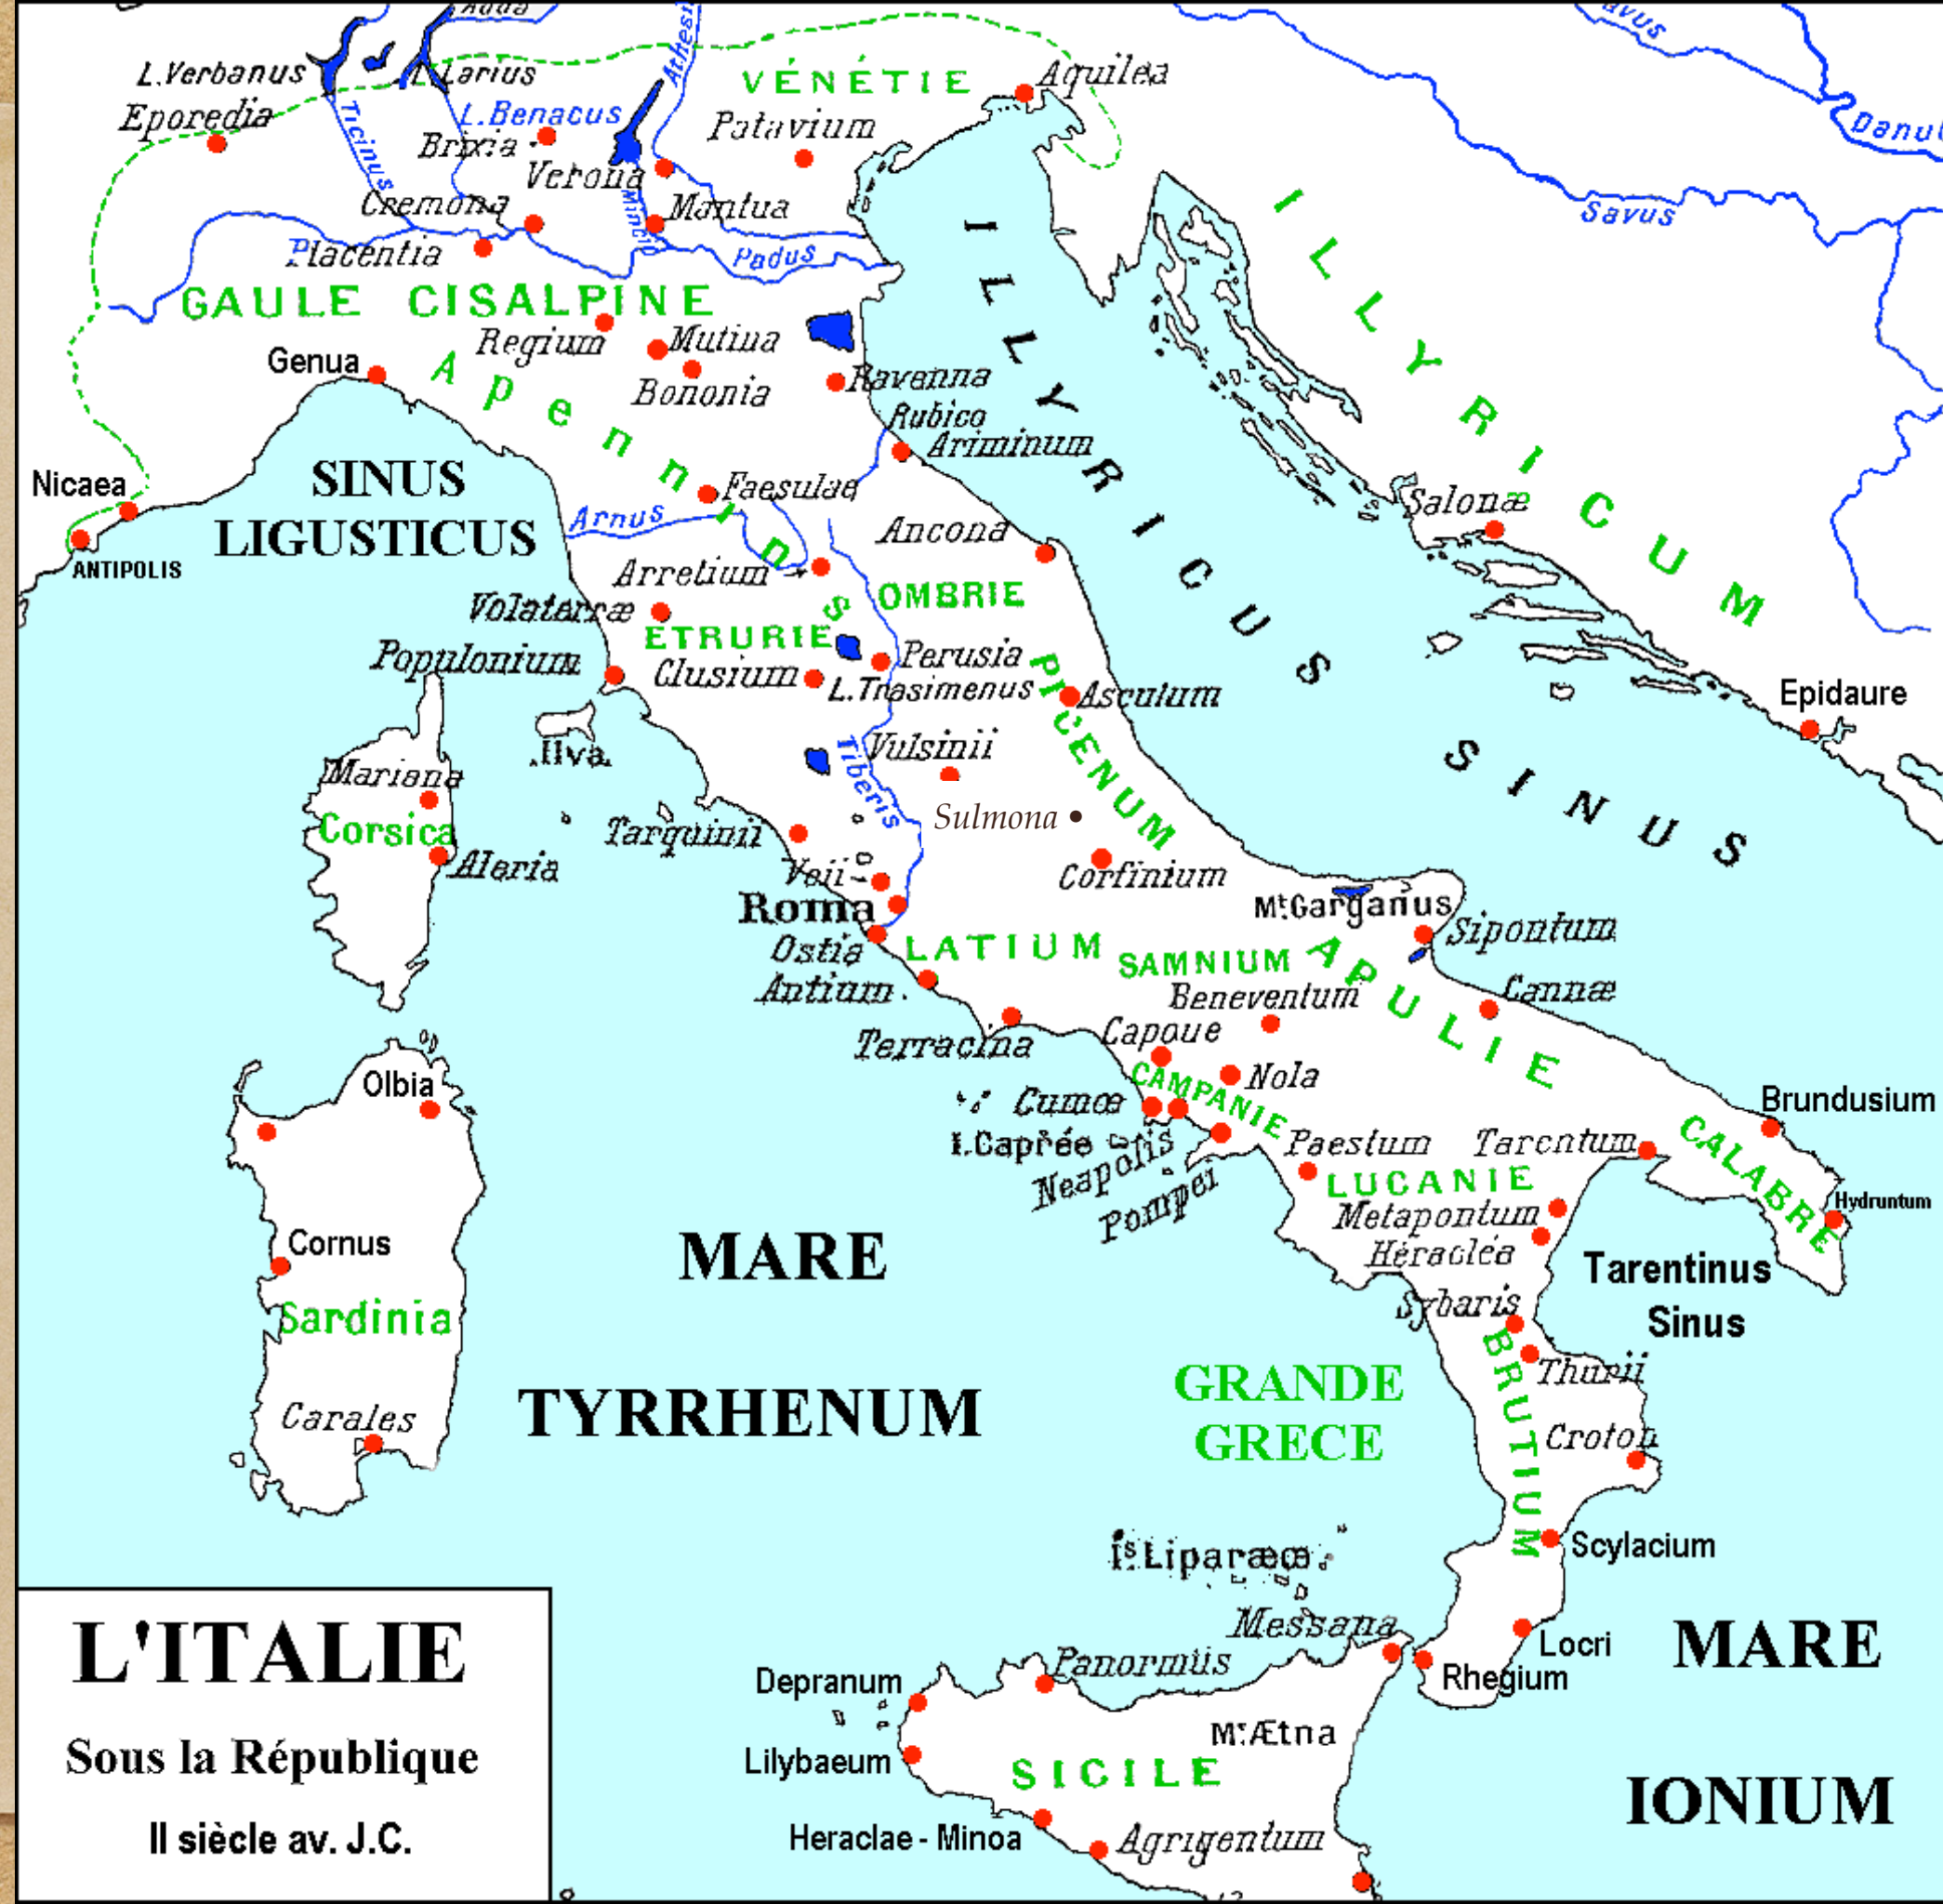 Adda
Athesis
avus
L.Verbanus
L.Larius
VÉNÉTIE
Aquilea
Eporedia
Ticinus
L.Benacus
Patavium
Danu
Brixia
Verona
Cremona
Mincio
Mantua
Savus
Placentia
Padus
GAULE CISALPINE
ILLYRICUM
Regium
Mutina
Genua
Apennins
Bononia
Ravenna
Rubico
Ariminum
ILLYRICUS SINUS
Nicaea
SINUS
LIGUSTICUS
Faesulae
Salonæ
Arnus
Ancona
ANTIPOLIS
Arretium
OMBRIE
Volaterræ
ETRURIE
Populonium
Clusium
Perusia
PICENUM
L.Trasimenus
Asculum
Epidaure
Ilva
Vulsinii
Tiberis
Mariana
Sulmona •
Corsica
Tarquinii
Aleria
Veii
Corfinium
Roma
Mt Garganus
Sipontum
Ostia
LATIUM
SAMNIUM
APULIE
Antium
Beneventum
Cannæ
Terracina
Capoue
Olbia
CAMPANIE
Nola
Cumœ
Brundusium
I.Caprée
Neapolis
Paestum
Tarentum
CALABRE
Pompei
LUCANIE
Hydruntum
Metapontum
Cornus
MARE
Héracléa
Tarentinus
Sinus
Sardinia
Sybaris
BRUTIUM
GRANDE
GRECE
Thurii
TYRRHENUM
Carales
Croton
Is Liparææ
Scylacium
L'ITALIE
Sous la République
II siècle av. J.C.
Messana
Locri
MARE
Depranum
Panormus
Rhegium
Mt Ætna
Lilybaeum
SICILE
IONIUM
Heraclae - Minoa
Agrigentum